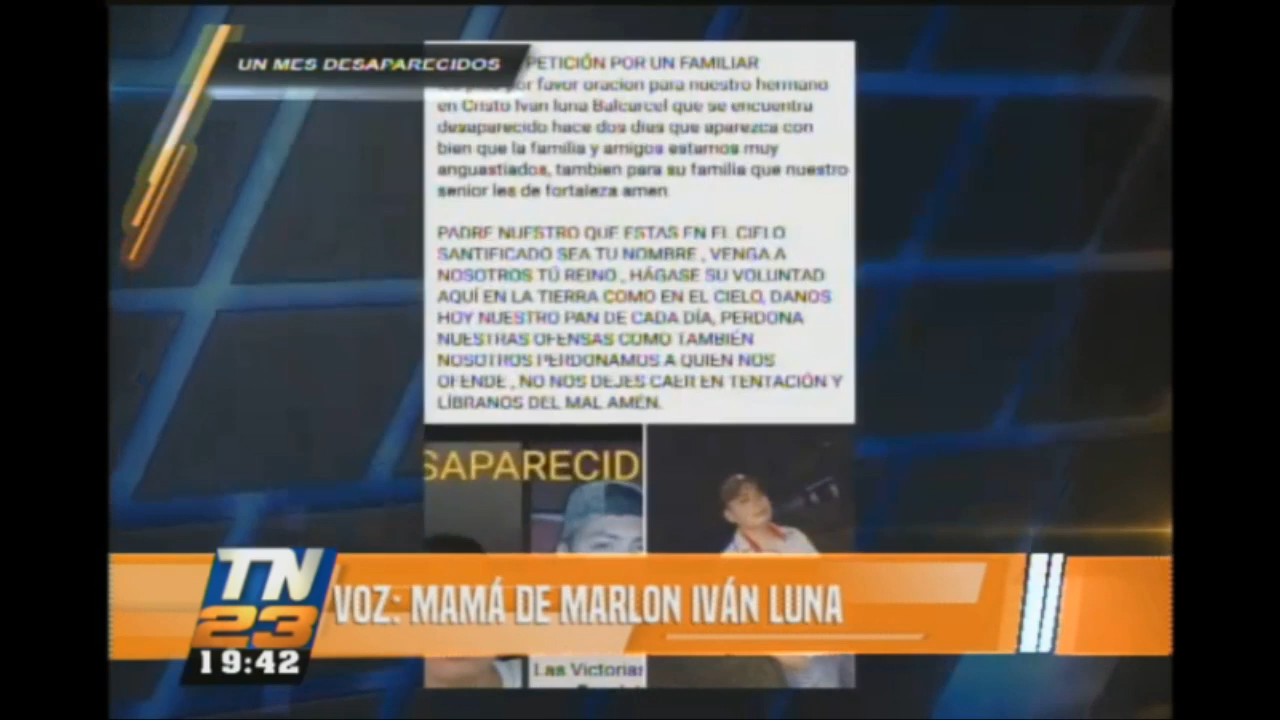 UN MES DESAPARECIDOS
PETICIÓN POR UN FAMILIAR
por favor oracion para nuestro hermano
en Cristo Ivan luna Balcarcel que se encuentra
desaparecido hace dos dias que aparezca con
bien que la familia y amigos estamos muy
anguastiados, tambien para su familia que nuestro
senior les de fortaleza amen
PADRE NUESTRO QUE ESTAS EN EL CIELO
SANTIFICADO SEA TU NOMBRE , VENGA A
NOSOTROS TÚ REINO , HÁGASE SU VOLUNTAD
AQUÍ EN LA TIERRA COMO EN EL CIELO, DANOS
HOY NUESTRO PAN DE CADA DÍA, PERDONA
NUESTRAS OFENSAS COMO TAMBIÉN
NOSOTROS PERDONAMOS A QUIEN NOS
OFENDE , NO NOS DEJES CAER EN TENTACIÓN Y
LÍBRANOS DEL MAL AMÉN.
SAPARECID
TN
23
VOZ: MAMÁ DE MARLON IVÁN LUNA
19:42
Las Victorias